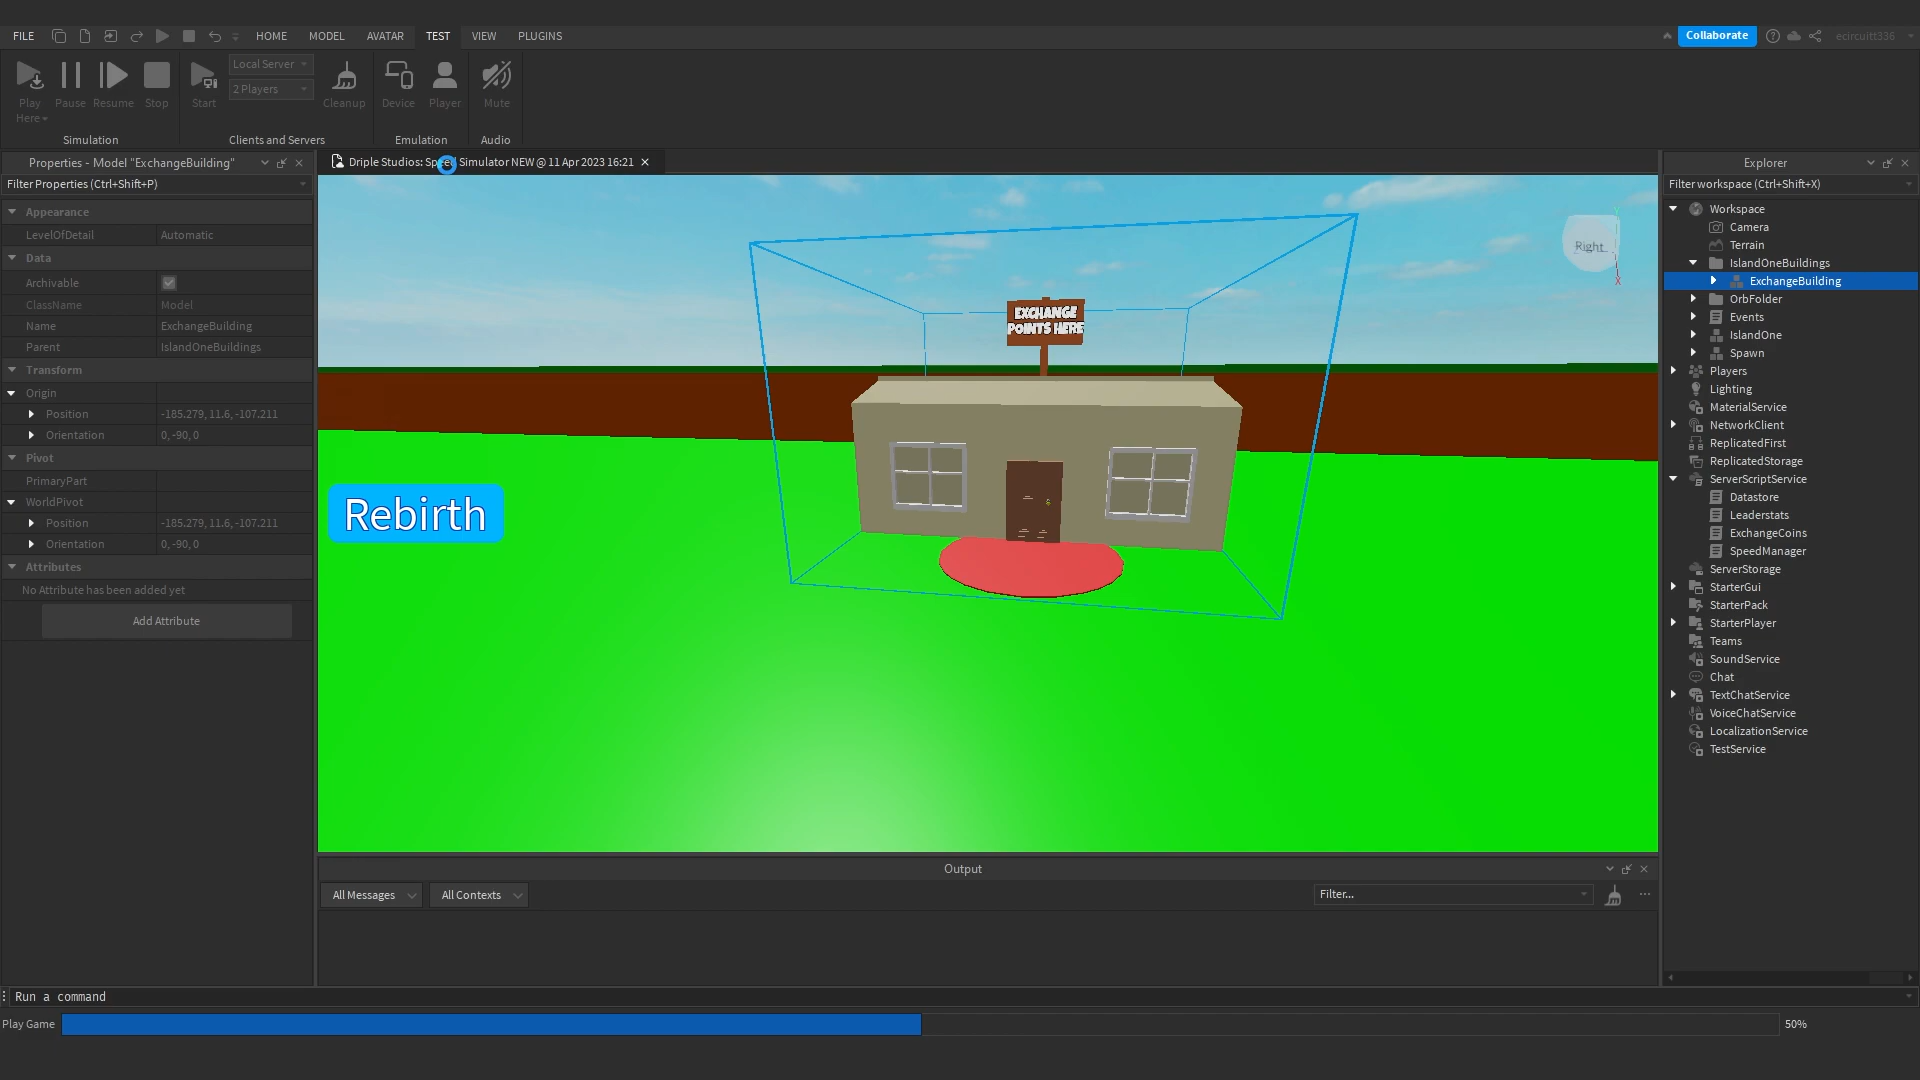 FILE
HOME
MODEL
AVATAR
TEST
VIEW
PLUGINS
Collaborate
ecircuitt336
Play
Here
Pause
Resume
Stop
Start
Local Server
2 Players
Cleanup
Device
Player
Mute
Simulation
Clients and Servers
Emulation
Audio
Properties - Model "ExchangeBuilding"
Filter Properties (Ctrl+Shift+P)
Appearance
LevelOfDetail Automatic
Data
Archivable
ClassName Model
Name ExchangeBuilding
Parent IslandOneBuildings
Transform
Origin
Position -185.279, 11.6, -107.211
Orientation 0, -90, 0
Pivot
PrimaryPart
WorldPivot
Position -185.279, 11.6, -107.211
Orientation 0, -90, 0
Attributes
No Attribute has been added yet
Add Attribute
Driple Studios: Speed Simulator NEW @ 11 Apr 2023 16:21
EXCHANGE
POINTS HERE
Right
X
Rebirth
Output
All Messages
All Contexts
Filter...
Explorer
Filter workspace (Ctrl+Shift+X)
Workspace
Camera
Terrain
IslandOneBuildings
ExchangeBuilding
OrbFolder
Events
IslandOne
Spawn
Players
Lighting
MaterialService
NetworkClient
ReplicatedFirst
ReplicatedStorage
ServerScriptService
Datastore
Leaderstats
ExchangeCoins
SpeedManager
ServerStorage
StarterGui
StarterPack
StarterPlayer
Teams
SoundService
Chat
TextChatService
VoiceChatService
LocalizationService
TestService
Run a command
Play Game
50%